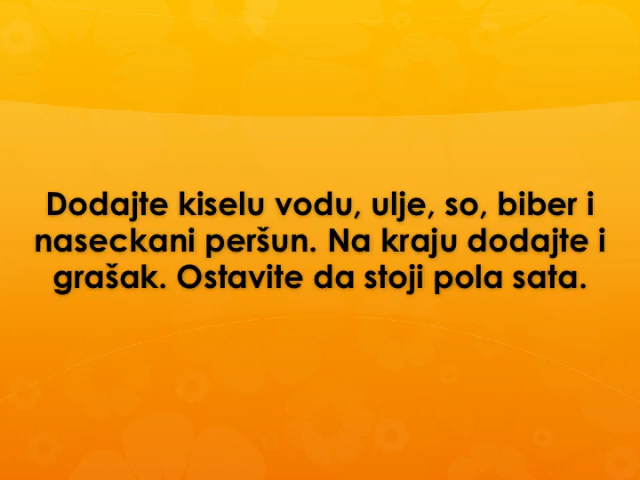 Dodajte kiselu vodu, ulje, so, biber i
naseckani peršun. Na kraju dodajte i
grašak. Ostavite da stoji pola sata.